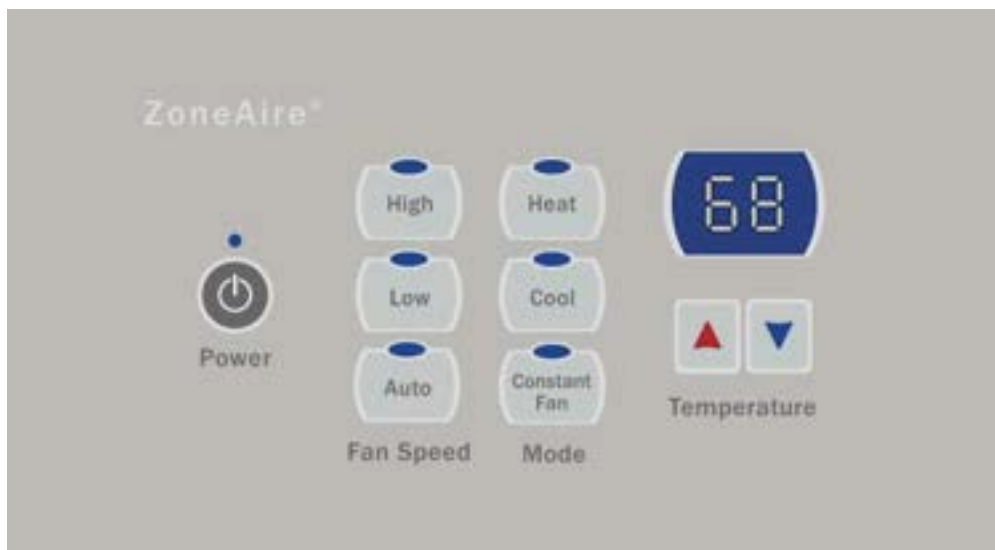 ZoneAire®
Power
High
Low
Auto
Fan Speed
Heat
Cool
Constant
Fan
Mode
68
Temperature